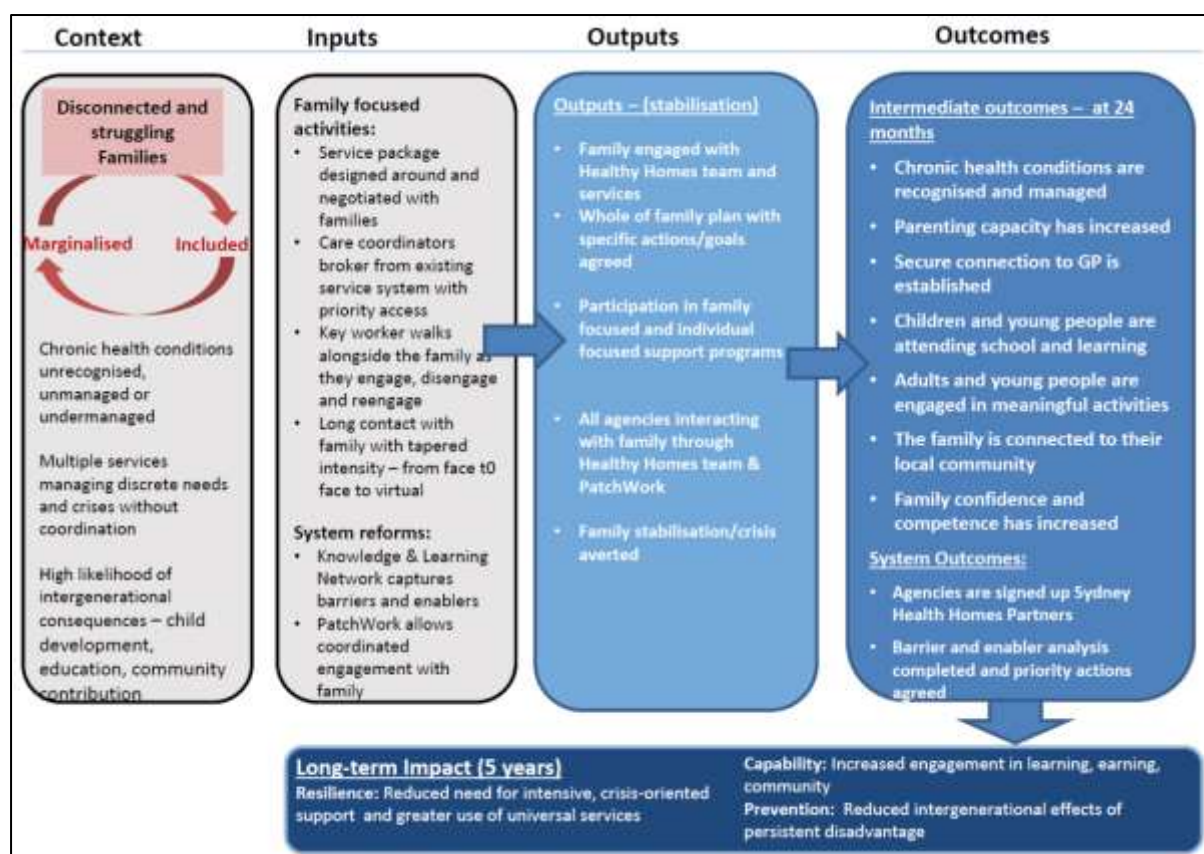 Context
Inputs
Outputs
Outcomes
Disconnected and
struggling
Families
Marginalised
Included
Chronic health conditions
unrecognised,
unmanaged or
undermanaged
Multiple services
managing discrete needs
and crises without
coordination
High likelihood of
intergenerational
consequences – child
development,
education, community
contribution
Family focused
activities:
• Service package
designed around and
negotiated with
families
• Care coordinators
broker from existing
service system with
priority access
• Key worker walks
alongside the family as
they engage, disengage
and reengage
• Long contact with
family with tapered
intensity – from face t0
face to virtual
System reforms:
• Knowledge & Learning
Network captures
barriers and enablers
• PatchWork allows
coordinated
engagement with
family
Outputs – (stabilisation)
• Family engaged with
Healthy Homes team and
services
• Whole of family plan with
specific actions/goals
agreed
• Participation in family
focused and individual
focused support programs
• All agencies interacting
with family through
Healthy Homes team &
PatchWork
• Family stabilisation/crisis
averted
Intermediate outcomes – at 24
months
• Chronic health conditions are
recognised and managed
• Parenting capacity has increased
• Secure connection to GP is
established
• Children and young people are
attending school and learning
• Adults and young people are
engaged in meaningful activities
• The family is connected to their
local community
• Family confidence and
competence has increased
System Outcomes:
• Agencies are signed up Sydney
Health Homes Partners
• Barrier and enabler analysis
completed and priority actions
agreed
Long-term Impact (5 years)
Resilience: Reduced need for intensive, crisis-oriented
support and greater use of universal services
Capability: Increased engagement in learning, earning,
community
Prevention: Reduced intergenerational effects of
persistent disadvantage